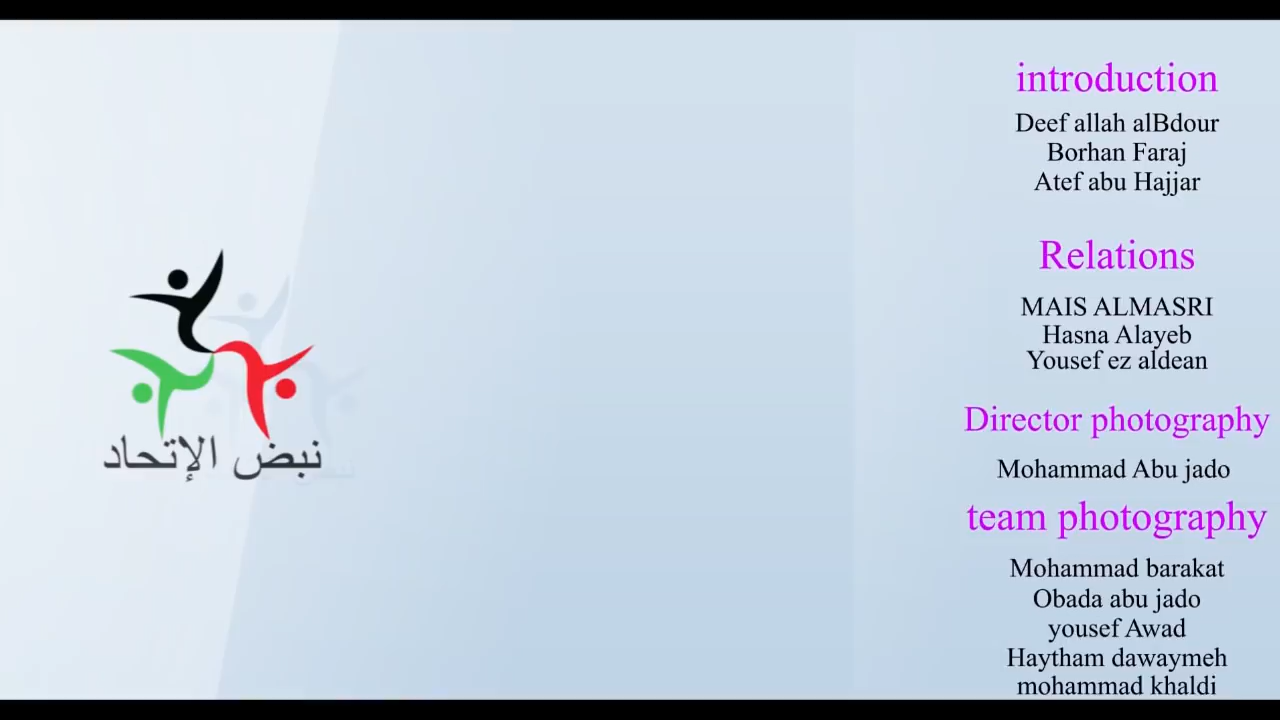 introduction
Deef allah alBdour
Borhan Faraj
Atef abu Hajjar
Relations
MAIS ALMASRI
Hasna Alayeb
Yousef ez aldean
Director photography
Mohammad Abu jado
team photography
Mohammad barakat
Obada abu jado
yousef Awad
Haytham dawaymeh
mohammad khaldi
نبض الإتحاد